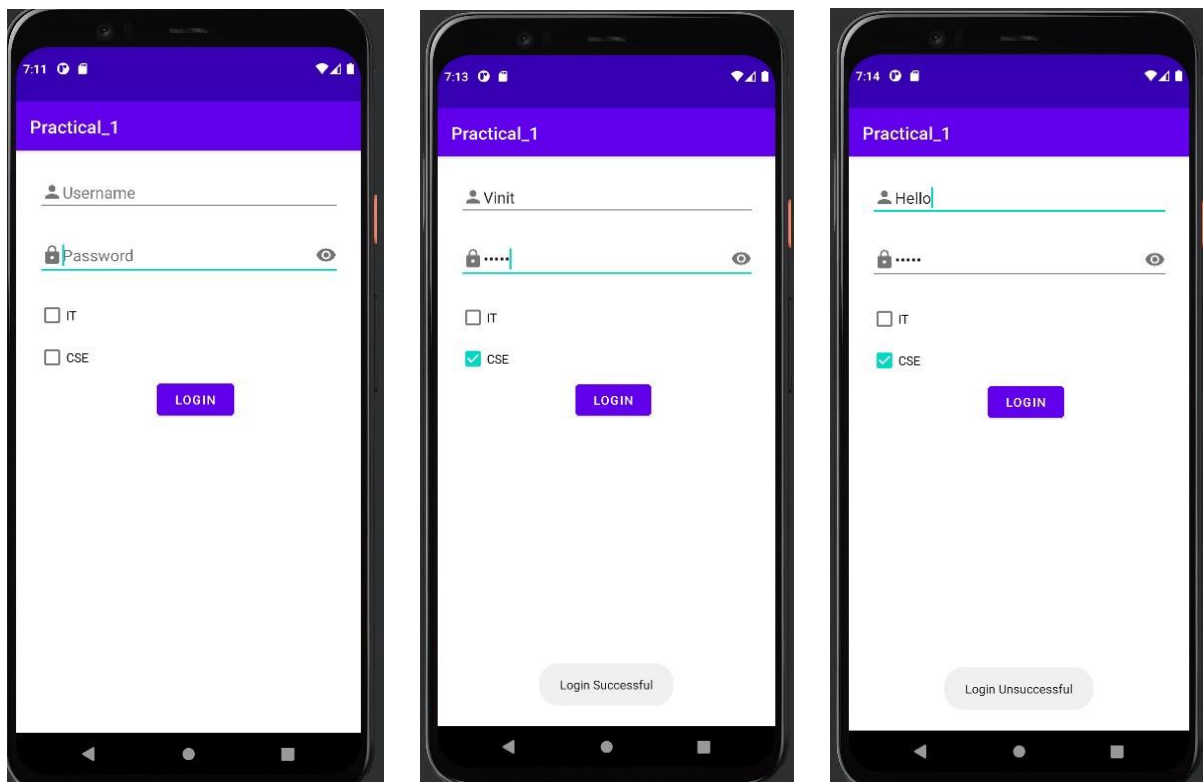 7:11
Practical_1
Username
Password
IT
CSE
LOGIN
7:13
Practical_1
Vinit
•••••
IT
CSE
LOGIN
Login Successful
7:14
Practical_1
Hello
•••••
IT
CSE
LOGIN
Login Unsuccessful